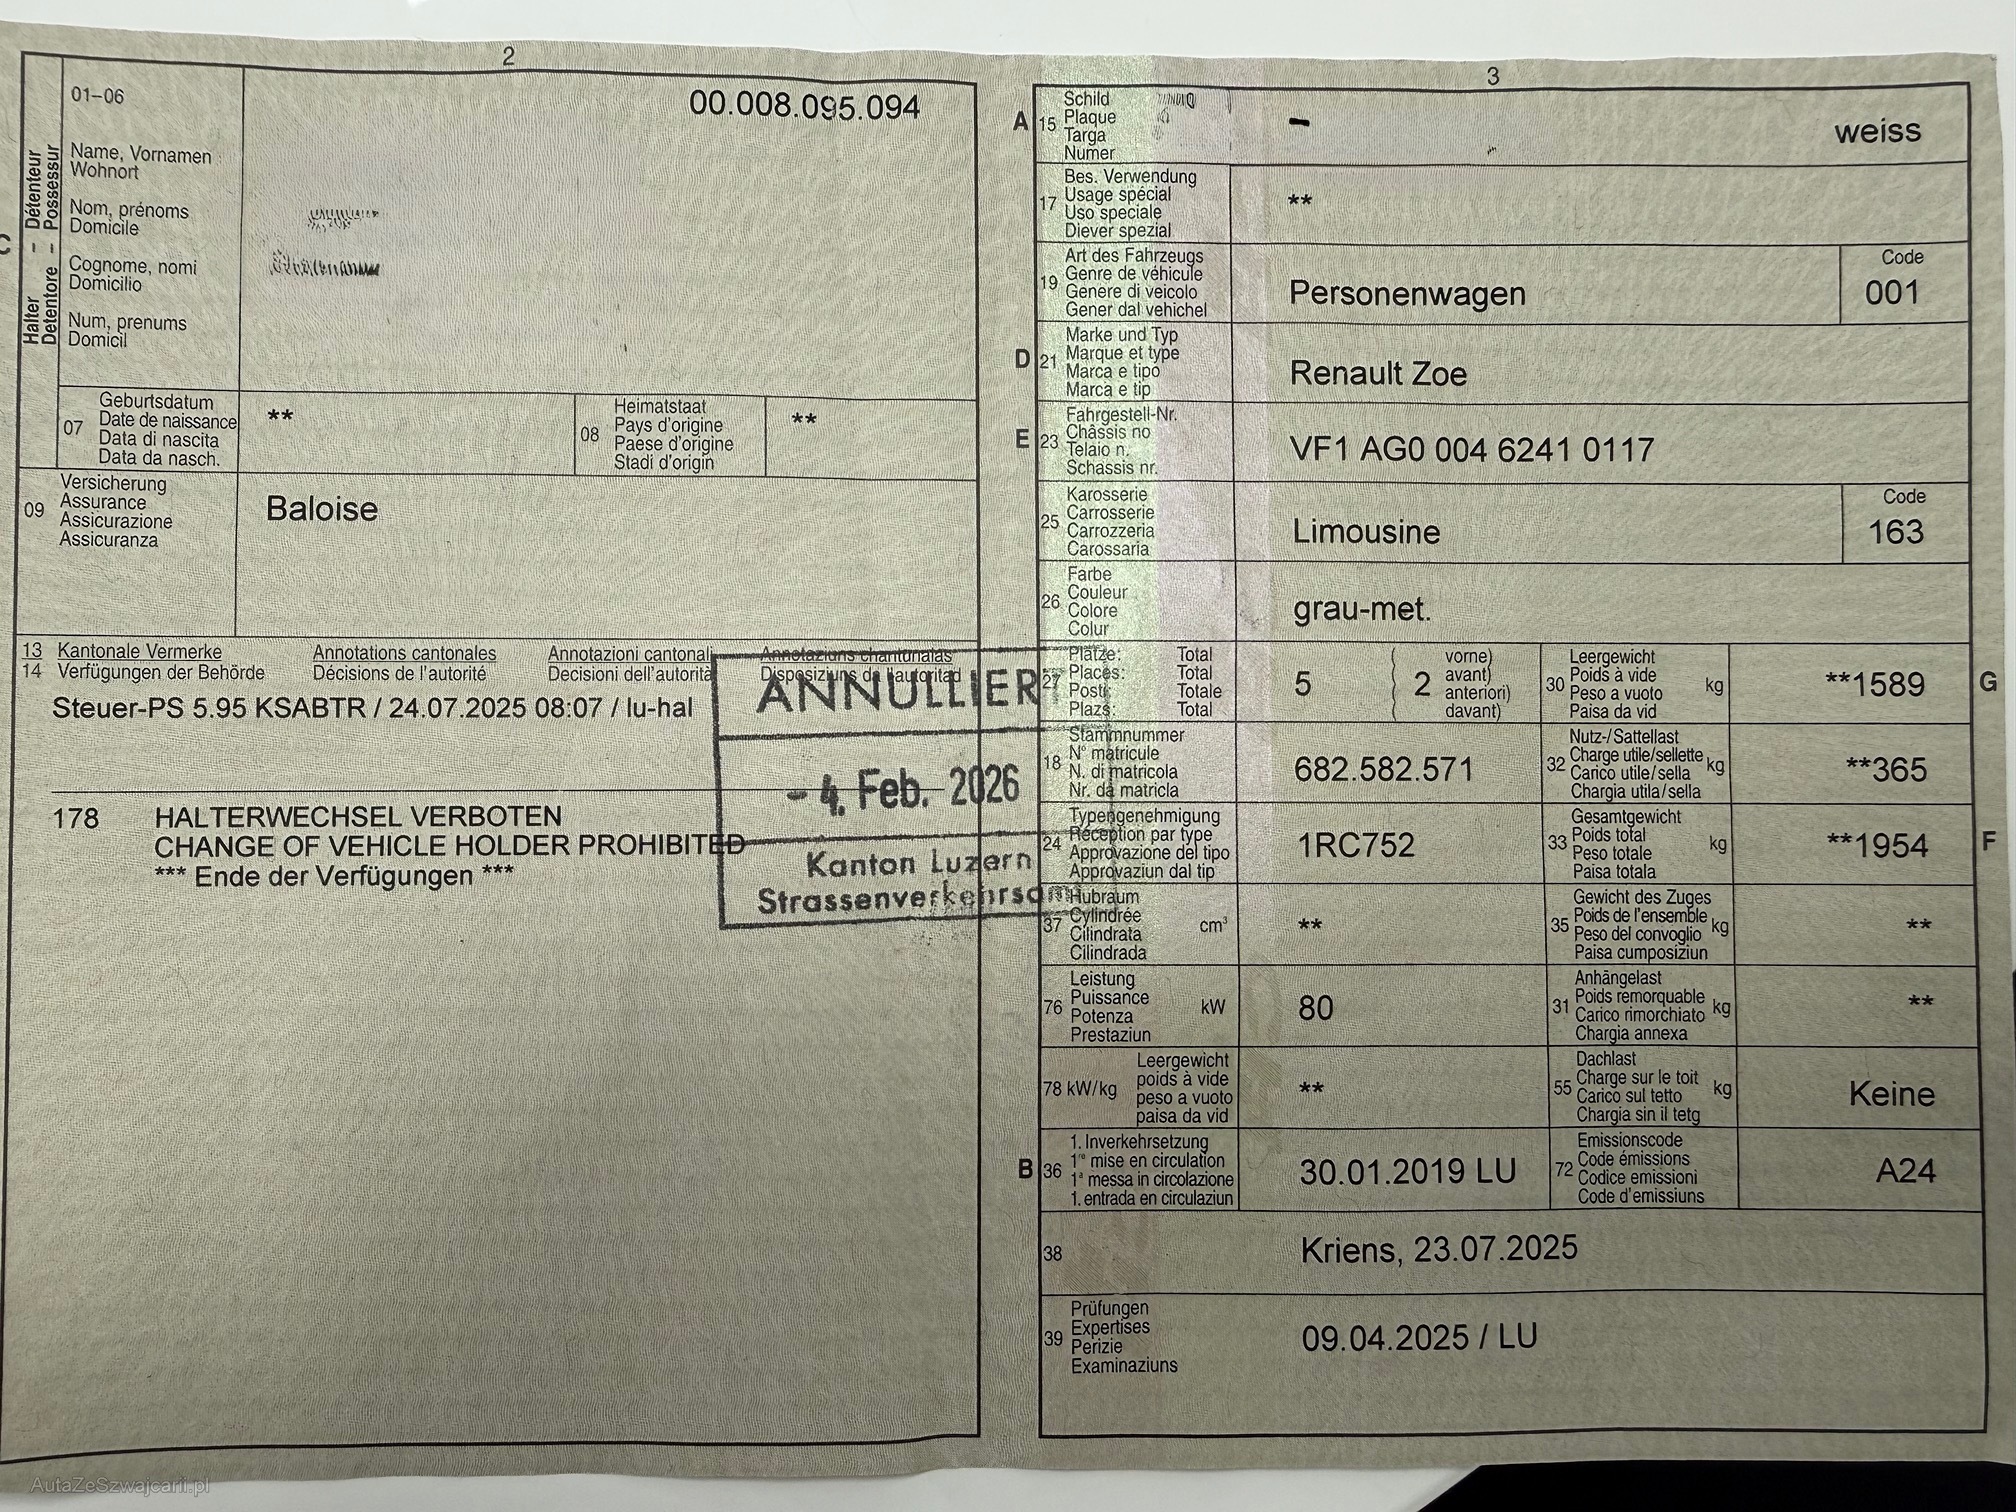 2
01-06
00.008.095.094
Halter – Détenteur
Detentore – Possessur
Name, Vornamen
Wohnort
Nom, prénoms
Domicile
Cognome, nomi
Domicilio
Num, prenums
Domicil
C
07
Geburtsdatum
Date de naissance
Data di nascita
Data da nasch.
**
08
Heimatstaat
Pays d'origine
Paese d'origine
Stadi d'origin
**
09
Versicherung
Assurance
Assicurazione
Assicuranza
Baloise
13 Kantonale Vermerke Annotations cantonales Annotazioni cantonali Annotaziuns chantunalas
14 Verfügungen der Behörde Décisions de l'autorité Decisioni dell'autorità Disposiziuns da l'autoritad
Steuer-PS 5.95 KSABTR / 24.07.2025 08:07 / lu-hal
178 HALTERWECHSEL VERBOTEN
CHANGE OF VEHICLE HOLDER PROHIBITED
*** Ende der Verfügungen ***
ANNULLIERT
- 4. Feb. 2026
Kanton Luzern
Strassenverkehrsamt
3
A 15
Schild
Plaque
Targa
Numer
–
weiss
17
Bes. Verwendung
Usage spécial
Uso speciale
Diever spezial
**
19
Art des Fahrzeugs
Genre de véhicule
Genere di veicolo
Gener dal vehichel
Personenwagen
Code
001
D 21
Marke und Typ
Marque et type
Marca e tipo
Marca e tip
Renault Zoe
E 23
Fahrgestell-Nr.
Châssis no
Telaio n.
Schassis nr.
VF1 AG0 004 6241 0117
25
Karosserie
Carrosserie
Carrozzeria
Carossaria
Limousine
Code
163
26
Farbe
Couleur
Colore
Colur
grau-met.
27
Plätze: Total
Places: Total
Posti: Totale
Plazs: Total
5
2
vorne)
avant)
anteriori)
davant)
30
Leergewicht
Poids à vide
Peso a vuoto
Paisa da vid
kg
**1589
G
18
Stammnummer
N° matricule
N. di matricola
Nr. da matricla
682.582.571
32
Nutz-/Sattellast
Charge utile/sellette
Carico utile/sella
Chargia utila/sella
kg
**365
24
Typengenehmigung
Réception par type
Approvazione del tipo
Approvaziun dal tip
1RC752
33
Gesamtgewicht
Poids total
Peso totale
Paisa totala
kg
**1954
F
37
Hubraum
Cylindrée
Cilindrata
Cilindrada
cm³
**
35
Gewicht des Zuges
Poids de l'ensemble
Peso del convoglio
Paisa cumposiziun
kg
**
76
Leistung
Puissance
Potenza
Prestaziun
kW
80
31
Anhängelast
Poids remorquable
Carico rimorchiato
Chargia annexa
kg
**
78 kW/kg
Leergewicht
poids à vide
peso a vuoto
paisa da vid
**
55
Dachlast
Charge sur le toit
Carico sul tetto
Chargia sin il tetg
kg
Keine
B 36
1. Inverkehrsetzung
1re mise en circulation
1a messa in circolazione
1. entrada en circulaziun
30.01.2019 LU
72
Emissionscode
Code émissions
Codice emissioni
Code d'emissiuns
A24
38
Kriens, 23.07.2025
39
Prüfungen
Expertises
Perizie
Examinaziuns
09.04.2025 / LU
AutaZeSzwajcarii.pl